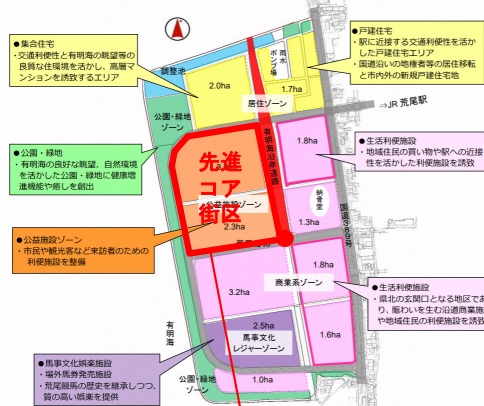 ●集合住宅
・交通利便性と有明海の眺望等の
良質な住環境を活かし、高層マ
ンションを誘致するエリア
●戸建住宅
・駅に近接する交通利便性を活か
した戸建住宅エリア
・国道沿いの地権者等の居住移転
と市内外の新規戸建住宅地
調整池
雨水
ポンプ場
2.0ha
1.7ha
居住ゾーン
⇒JR 荒尾駅
公園・緑地
ゾーン
有明海沿岸道路
●公園・緑地
・有明海の良好な眺望、自然環境
を活かした公園・緑地に健康増
進機能や癒しを創出
先進
コア
街区
1.8ha
●生活利便施設
・地域住民の買い物や駅への近接
性を活かした利便施設を誘致
納骨堂
国道389号
公益施設ゾーン
2.3ha
1.3ha
●公益施設ゾーン
・市民や観光客など来訪者のための
利便施設を整備
1.8ha
商業系ゾーン
3.2ha
●生活利便施設
・県北の玄関口となる地区であ
り、賑わいを生む沿道商業施
や地域住民の利便施設を誘致
有明海
2.5ha
馬事文化
レジャーゾーン
1.6ha
●馬事文化娯楽施設
・場外馬券発売施設
・荒尾競馬の歴史を継承しつつ、
質の高い娯楽を提供
公園・緑地
ゾーン
1.0ha